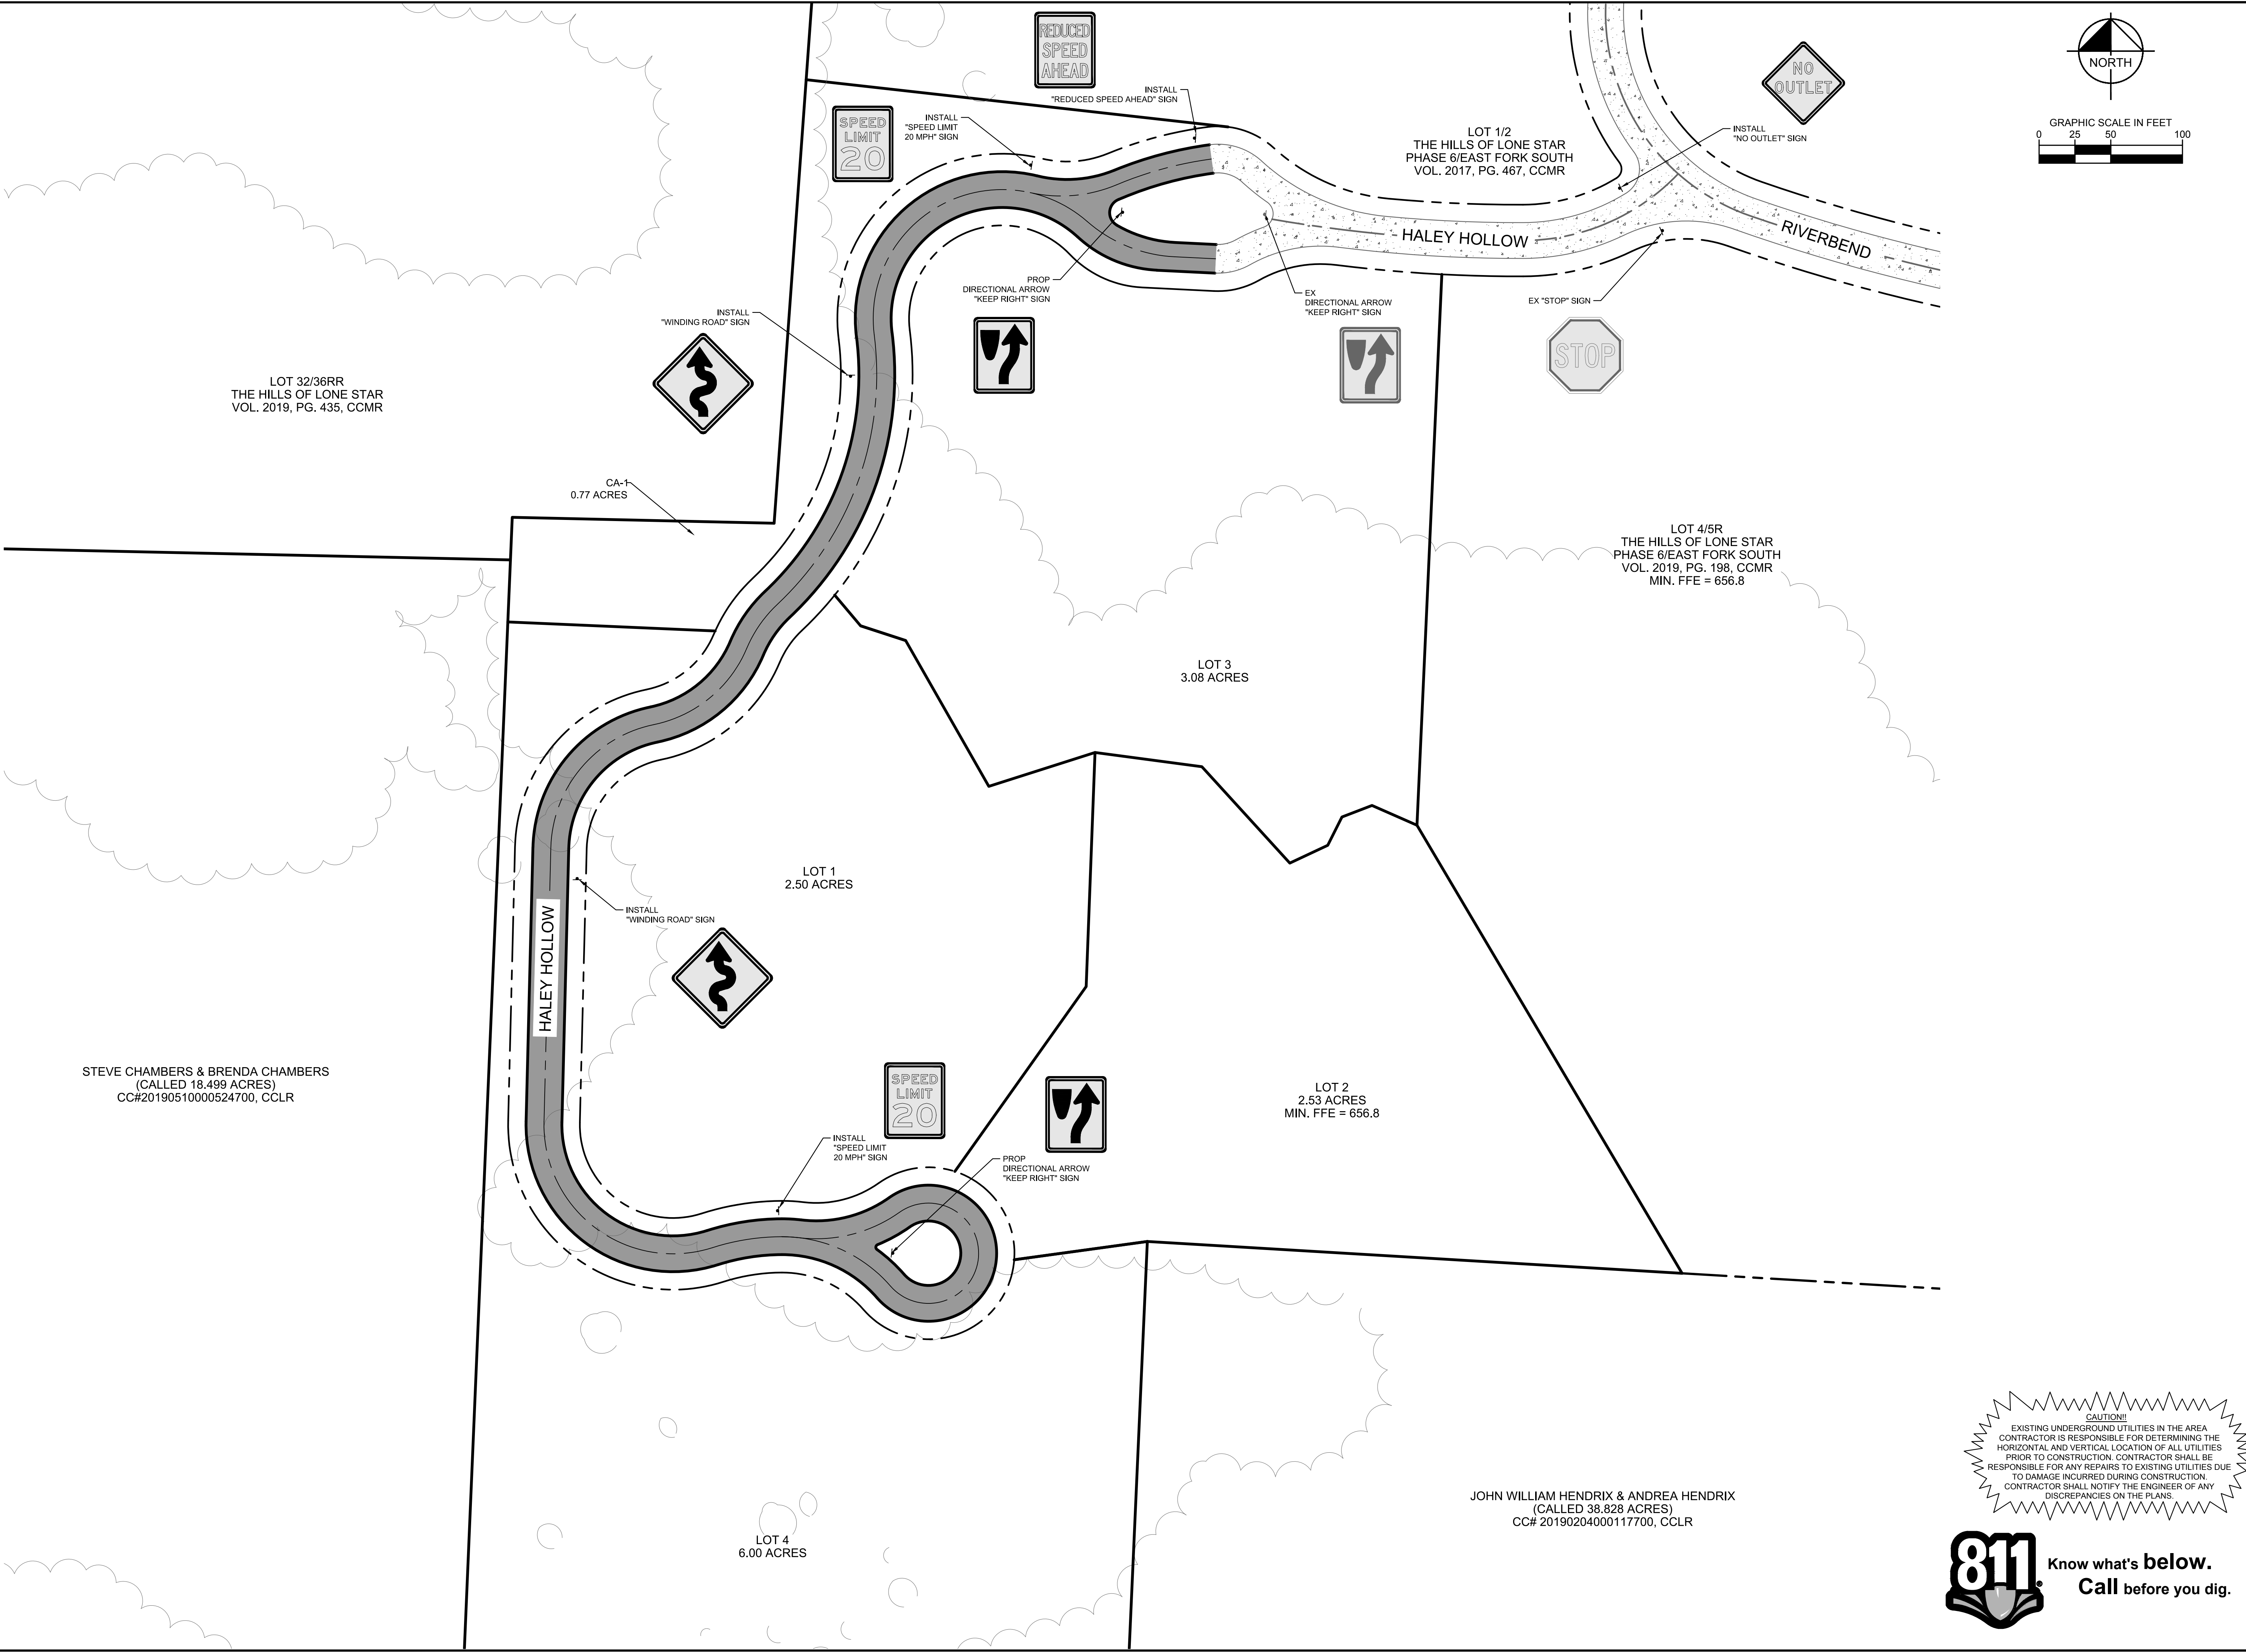 REDUCED
SPEED
AHEAD
NO
OUTLET
NORTH
GRAPHIC SCALE IN FEET
0 25 50 100
SPEED
LIMIT
20
INSTALL
"SPEED LIMIT
20 MPH" SIGN
INSTALL
"REDUCED SPEED AHEAD" SIGN
LOT 1/2
THE HILLS OF LONE STAR
PHASE 6/EAST FORK SOUTH
VOL. 2017, PG. 467, CCMR
INSTALL
"NO OUTLET" SIGN
HALEY HOLLOW
RIVERBEND
PROP
DIRECTIONAL ARROW
"KEEP RIGHT" SIGN
EX
DIRECTIONAL ARROW
"KEEP RIGHT" SIGN
EX "STOP" SIGN
STOP
INSTALL
"WINDING ROAD" SIGN
LOT 32/36RR
THE HILLS OF LONE STAR
VOL. 2019, PG. 435, CCMR
CA-1
0.77 ACRES
LOT 4/5R
THE HILLS OF LONE STAR
PHASE 6/EAST FORK SOUTH
VOL. 2019, PG. 198, CCMR
MIN. FFE = 656.8
LOT 3
3.08 ACRES
LOT 1
2.50 ACRES
INSTALL
"WINDING ROAD" SIGN
HALEY HOLLOW
STEVE CHAMBERS & BRENDA CHAMBERS
(CALLED 18.499 ACRES)
CC#20190510000524700, CCLR
SPEED
LIMIT
20
LOT 2
2.53 ACRES
MIN. FFE = 656.8
INSTALL
"SPEED LIMIT
20 MPH" SIGN
PROP
DIRECTIONAL ARROW
"KEEP RIGHT" SIGN
LOT 4
6.00 ACRES
JOHN WILLIAM HENDRIX & ANDREA HENDRIX
(CALLED 38.828 ACRES)
CC# 20190204000117700, CCLR
CAUTION!!
EXISTING UNDERGROUND UTILITIES IN THE AREA
CONTRACTOR IS RESPONSIBLE FOR DETERMINING THE
HORIZONTAL AND VERTICAL LOCATION OF ALL UTILITIES
PRIOR TO CONSTRUCTION. CONTRACTOR SHALL BE
RESPONSIBLE FOR ANY REPAIRS TO EXISTING UTILITIES DUE
TO DAMAGE INCURRED DURING CONSTRUCTION.
CONTRACTOR SHALL NOTIFY THE ENGINEER OF ANY
DISCREPANCIES ON THE PLANS.
811®
Know what's below.
Call before you dig.